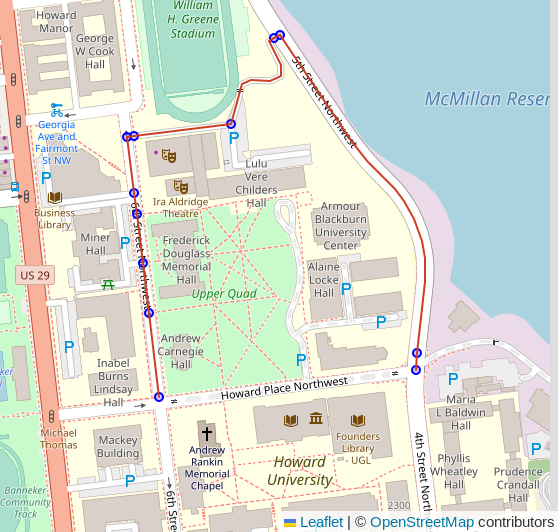 William
H. Greene
Stadium
Howard
Manor
George
W Cook
Hall
5th Street Northwest
McMillan Reser
Georgia
Ave and
Fairmont
St NW
P
P
Lulu
Vere
Childers
Hall
Business
Library
Ira Aldridge
Theatre
6th Street Northwest
Armour
Blackburn
University
Center
Miner
Hall
P
Frederick
Douglass
Memorial
Hall
Alaine
Locke
Hall
US 29
Upper Quad
P
P
P
Andrew
Carnegie
Hall
P
Inabel
Burns
Lindsay
Hall
Howard Place Northwest
P
Maria
L Baldwin
Hall
Michael
Thomas
Mackey
Building
Andrew
Rankin
Memorial
Chapel
Founders
Library
- UGL
4th Street Nort
P
Phyllis
Wheatley
Hall
Prudence
Crandall
Hall
Howard
University
P
6th Stre
Banneker
Community
Track
2300
Leaflet | © OpenStreetMap contributors